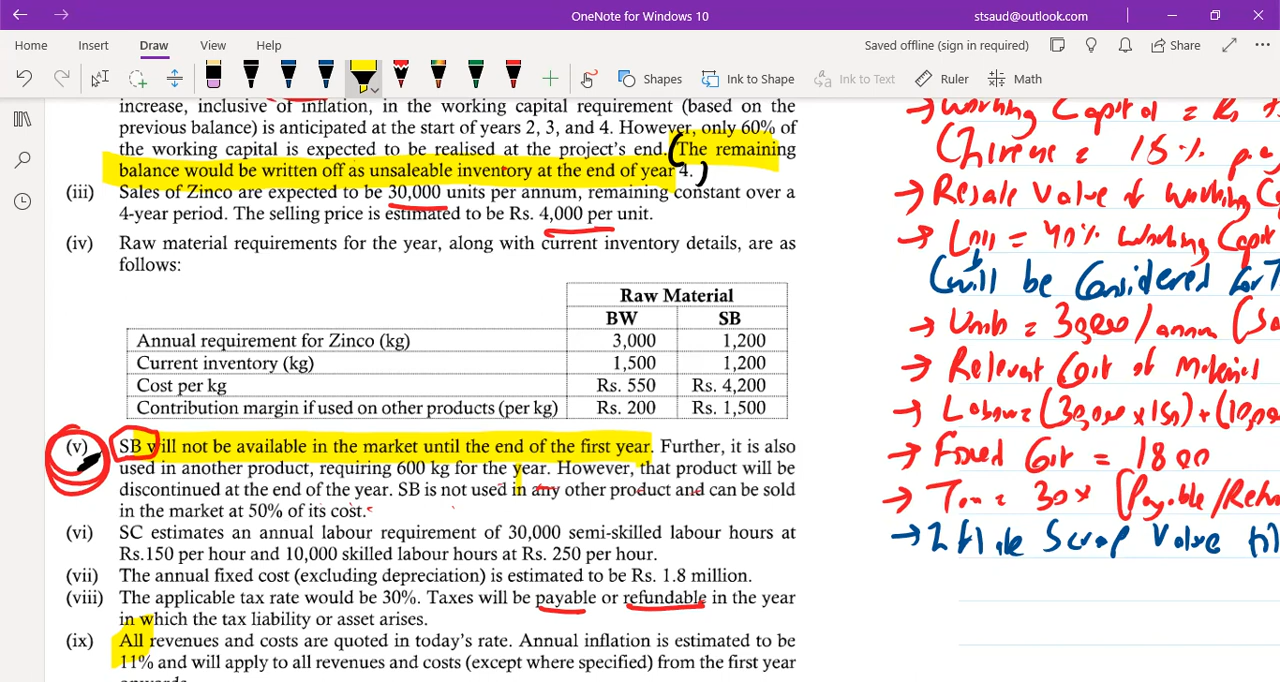 OneNote for Windows 10
stsaud@outlook.com
Home Insert Draw View Help
Saved offline (sign in required) Share
Shapes Ink to Shape Ink to Text Ruler Math
increase, inclusive of inflation, in the working capital requirement (based on the
previous balance) is anticipated at the start of years 2, 3, and 4. However, only 60% of
the working capital is expected to be realised at the project's end. (The remaining
balance would be written off as unsaleable inventory at the end of year 4.)
(iii) Sales of Zinco are expected to be 30,000 units per annum, remaining constant over a
4-year period. The selling price is estimated to be Rs. 4,000 per unit.
(iv) Raw material requirements for the year, along with current inventory details, are as
follows:
Raw Material
BW SB
Annual requirement for Zinco (kg) 3,000 1,200
Current inventory (kg) 1,500 1,200
Cost per kg Rs. 550 Rs. 4,200
Contribution margin if used on other products (per kg) Rs. 200 Rs. 1,500
(v) SB will not be available in the market until the end of the first year. Further, it is also
used in another product, requiring 600 kg for the year. However, that product will be
discontinued at the end of the year. SB is not used in any other product and can be sold
in the market at 50% of its cost.
(vi) SC estimates an annual labour requirement of 30,000 semi-skilled labour hours at
Rs.150 per hour and 10,000 skilled labour hours at Rs. 250 per hour.
(vii) The annual fixed cost (excluding depreciation) is estimated to be Rs. 1.8 million.
(viii) The applicable tax rate would be 30%. Taxes will be payable or refundable in the year
in which the tax liability or asset arises.
(ix) All revenues and costs are quoted in today's rate. Annual inflation is estimated to be
11% and will apply to all revenues and costs (except where specified) from the first year
→ Working Capital = Rs
15%
→ Resale Value of Working
→ Loss = 40% Working Capit
(will be Considered for T
/annum
→ Relevant Cost of Material
→ Labour = (30,000 x 150) + (10,00
→ Fixed Cost = 1800
→ Tax = 30% [Payable/Refu
Scrap Value